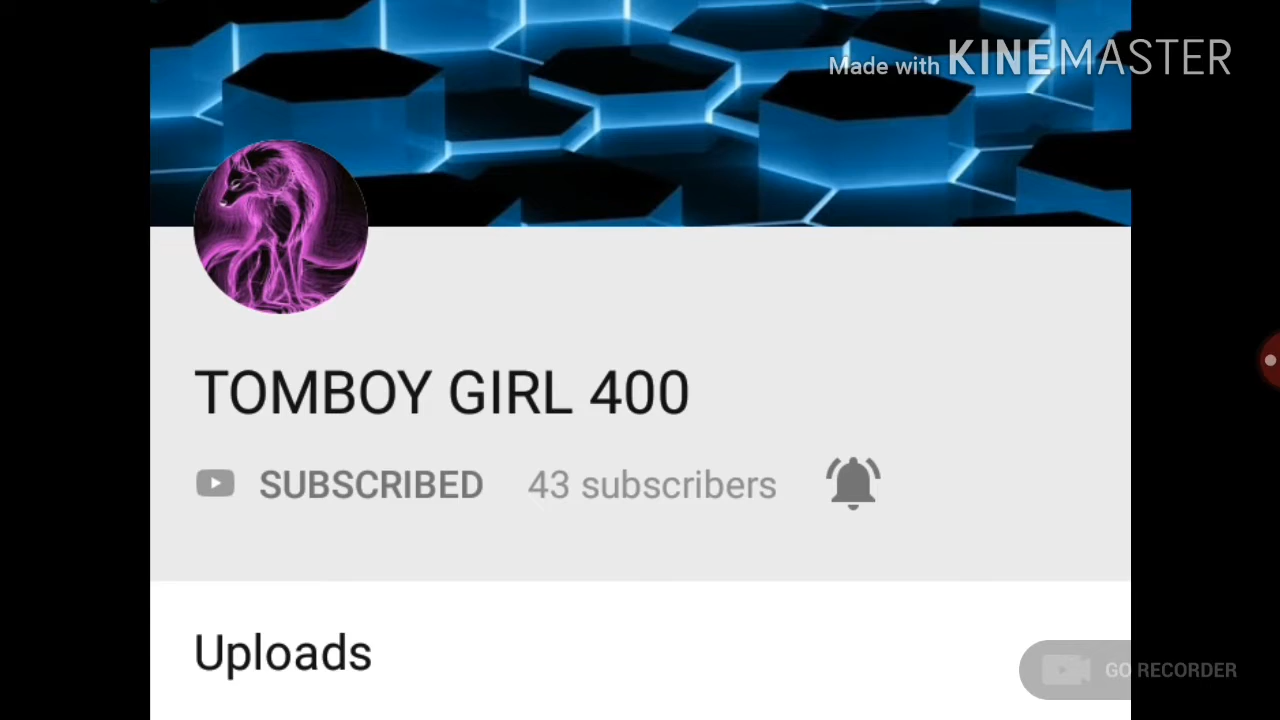 Made with KINEMASTER
TOMBOY GIRL 400
SUBSCRIBED 43 subscribers
Uploads
GO RECORDER